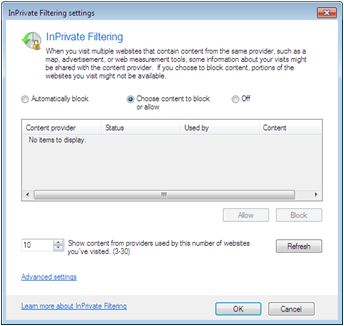 InPrivate Filtering settings
InPrivate Filtering
When you visit multiple websites that contain content from the same provider, such as a
map, advertisement, or web measurement tools, some information about your visits
might be shared with the content provider. If you choose to block content, portions of the
websites you visit might not be available.
Automatically block
Choose content to block
or allow
Off
Content provider Status Used by Content
No items to display.
Allow Block
10
Show content from providers used by this number of websites
you've visited. (3-30)
Refresh
Advanced settings
Learn more about InPrivate Filtering
OK Cancel